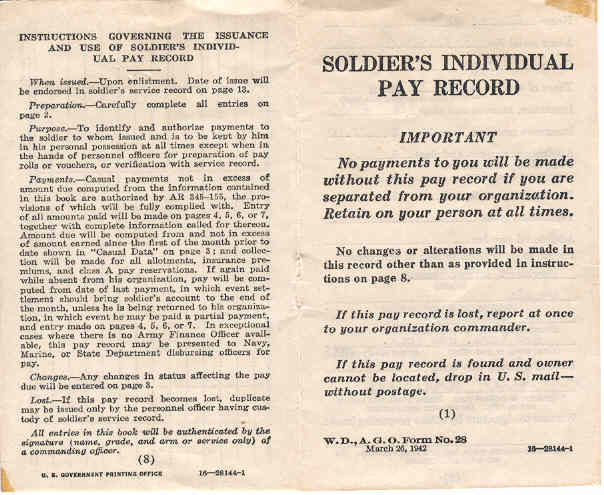 INSTRUCTIONS GOVERNING THE ISSUANCE
AND USE OF SOLDIER'S INDIVID-
UAL PAY RECORD
When issued.—Upon enlistment. Date of issue will
be endorsed in soldier's service record on page 13.
Preparation.—Carefully complete all entries on
page 2.
Purpose.—To identify and authorize payments to
the soldier to whom issued and is to be kept by him
in his personal possession at all times except when in
the hands of personnel officers for preparation of pay
rolls or vouchers, or verification with service record.
Payments.—Casual payments not in excess of
amount due computed from the information contained
in this book are authorized by AR 345–155, the pro-
visions of which will be fully complied with. Entry
of all amounts paid will be made on pages 4, 5, 6, or 7,
together with complete information called for thereon.
Amount due will be computed from and not in excess
of amount earned since the first of the month prior to
date shown in "Casual Data" on page 3; and collec-
tion will be made for all allotments, insurance pre-
miums, and class A pay reservations. If again paid
while absent from his organization, pay will be com-
puted from date of last payment, in which event set-
tlement should bring soldier's account to the end of
the month, unless he is being returned to his organiza-
tion, in which event he may be paid a partial payment,
and entry made on pages 4, 5, 6, or 7. In exceptional
cases where there is no Army Finance Officer avail-
able, this pay record may be presented to Navy,
Marine, or State Department disbursing officers for
pay.
Changes.—Any changes in status affecting the pay
due will be entered on page 3.
Lost.—If this pay record becomes lost, duplicate
may be issued only by the personnel officer having cus-
tody of soldier's service record.
All entries in this book will be authenticated by the
signature (name, grade, and arm or service only) of
a commanding officer.
(8)
U. S. GOVERNMENT PRINTING OFFICE 16—28144-1
SOLDIER'S INDIVIDUAL
PAY RECORD
IMPORTANT
No payments to you will be made
without this pay record if you are
separated from your organization.
Retain on your person at all times.
No changes or alterations will be made in
this record other than as provided in instruc-
tions on page 8.
If this pay record is lost, report at once
to your organization commander.
If this pay record is found and owner
cannot be located, drop in U. S. mail—
without postage.
(1)
W. D., A. G. O. Form No. 28
March 26, 1942 16—28144-1